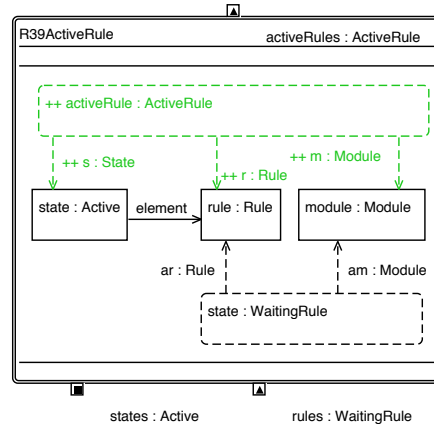 R39ActiveRule
activeRules : ActiveRule
++ activeRule : ActiveRule
++ s : State
++ r : Rule
++ m : Module
state : Active
element
rule : Rule
module : Module
ar : Rule
am : Module
state : WaitingRule
states : Active
rules : WaitingRule